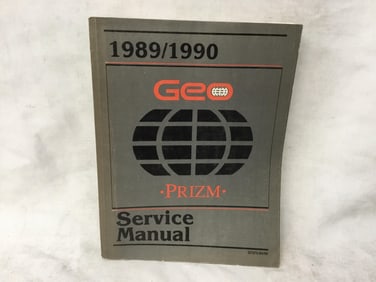 1989/1990
Geo
·PRIZM·
Service
Manual